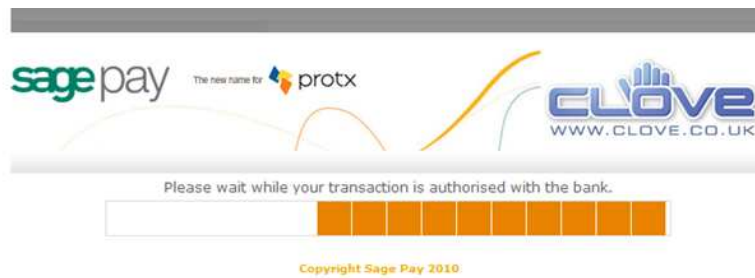 sage pay The new name for protx
CLOVE
WWW.CLOVE.CO.UK
Please wait while your transaction is authorised with the bank.
Copyright Sage Pay 2010